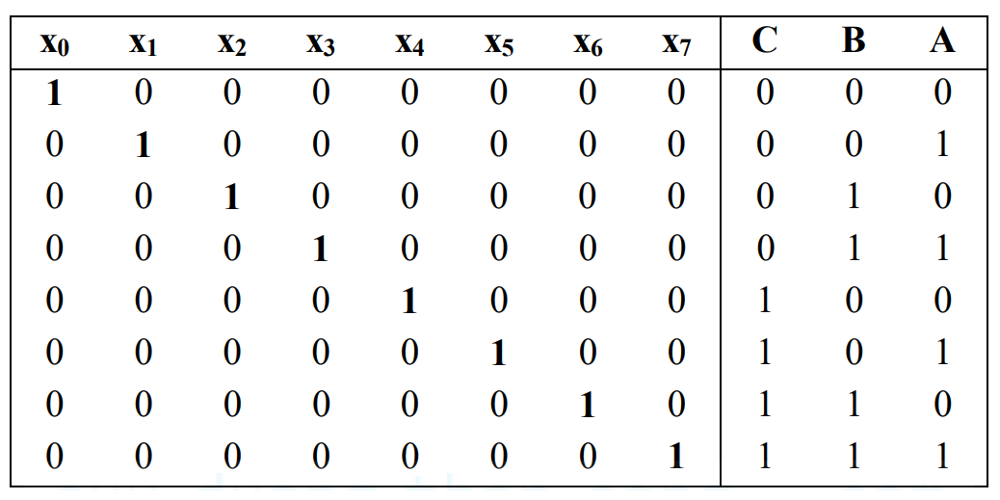 x₀ x₁ x₂ x₃ x₄ x₅ x₆ x₇ C B A
1 0 0 0 0 0 0 0 0 0 0
0 1 0 0 0 0 0 0 0 0 1
0 0 1 0 0 0 0 0 0 1 0
0 0 0 1 0 0 0 0 0 1 1
0 0 0 0 1 0 0 0 1 0 0
0 0 0 0 0 1 0 0 1 0 1
0 0 0 0 0 0 1 0 1 1 0
0 0 0 0 0 0 0 1 1 1 1